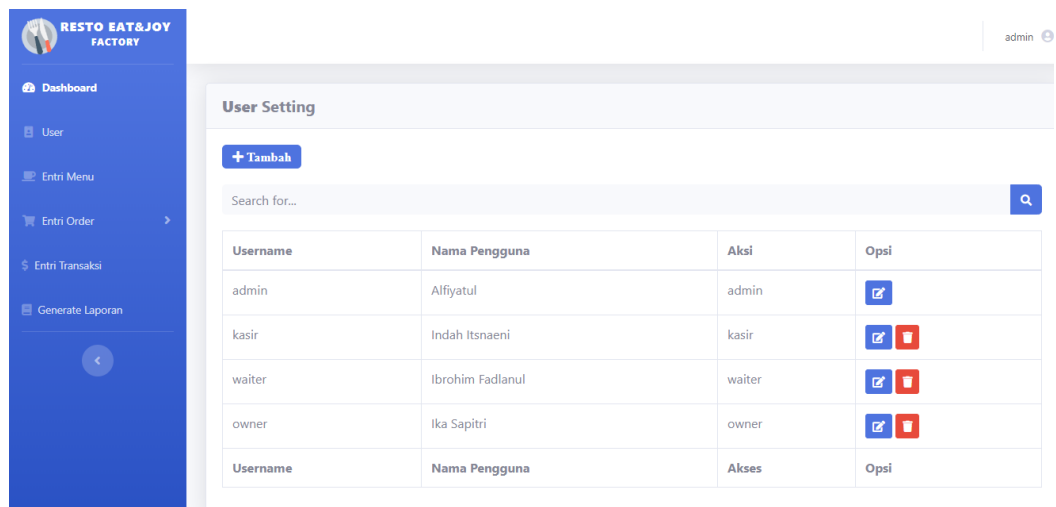 RESTO EAT&JOY
FACTORY
admin
Dashboard
User
Entri Menu
Entri Order
$ Entri Transaksi
Generate Laporan
User Setting
Tambah
Search for...
Username Nama Pengguna Aksi Opsi
admin Alfiyatul admin
kasir Indah Itsnaeni kasir
waiter Ibrohim Fadlanul waiter
owner Ika Sapitri owner
Username Nama Pengguna Akses Opsi